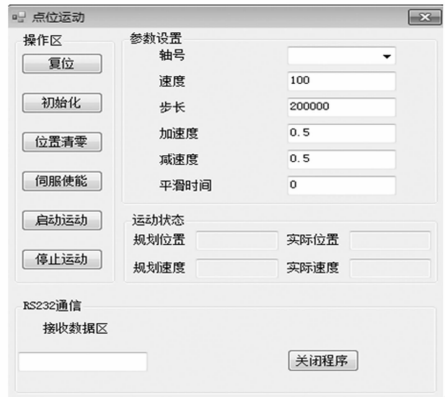 点位运动
操作区
复位
初始化
位置清零
伺服使能
启动运动
停止运动
参数设置
轴号
速度 100
步长 200000
加速度 0.5
减速度 0.5
平滑时间 0
运动状态
规划位置 实际位置
规划速度 实际速度
RS232通信
接收数据区
关闭程序